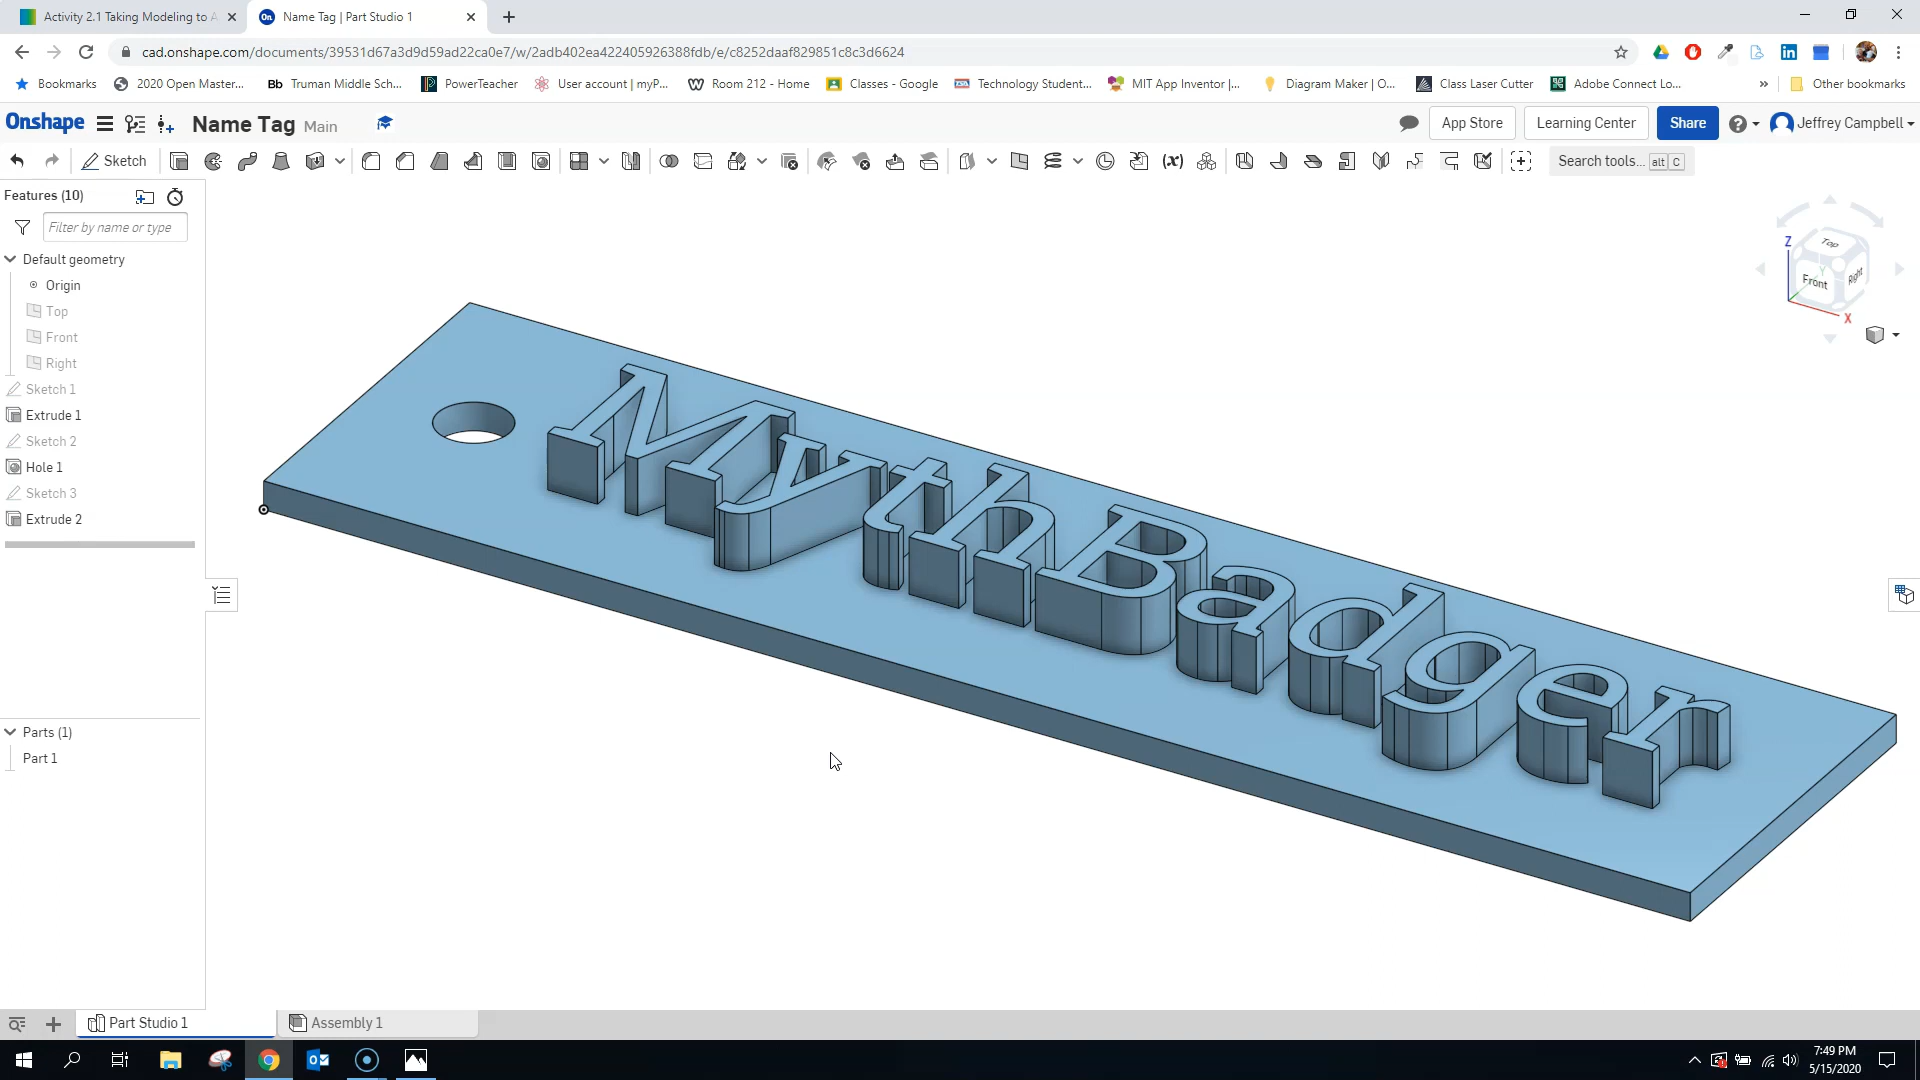 Activity 2.1 Taking Modeling to A
Name Tag | Part Studio 1
cad.onshape.com/documents/39531d67a3d9d59ad22ca0e7/w/2adb402ea422405926388fdb/e/c8252daaf829851c8c3d6624
Bookmarks
2020 Open Master...
Bb Truman Middle Sch...
PowerTeacher
User account | myP...
Room 212 - Home
Classes - Google
Technology Student...
MIT App Inventor |...
Diagram Maker | O...
Class Laser Cutter
Adobe Connect Lo...
Other bookmarks
Onshape
Name Tag Main
App Store
Learning Center
Share
Jeffrey Campbell
Sketch
Search tools... alt C
Features (10)
Filter by name or type
Default geometry
Origin
Top
Front
Right
Sketch 1
Extrude 1
Sketch 2
Hole 1
Sketch 3
Extrude 2
Parts (1)
Part 1
MythBadger
Z
Top
Y
Front
Right
X
Part Studio 1
Assembly 1
7:49 PM
5/15/2020